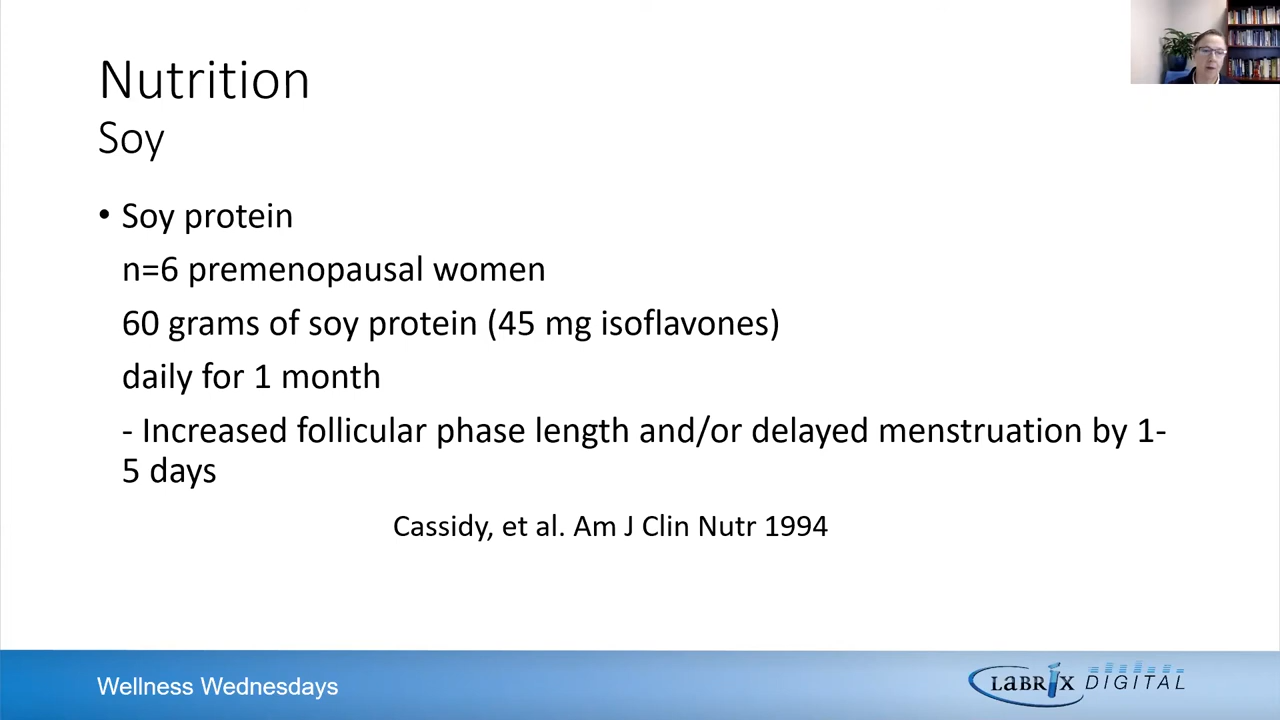 Nutrition
Soy
• Soy protein
n=6 premenopausal women
60 grams of soy protein (45 mg isoflavones)
daily for 1 month
- Increased follicular phase length and/or delayed menstruation by 1-
5 days
Cassidy, et al. Am J Clin Nutr 1994
Wellness Wednesdays
LABRIX DIGITAL